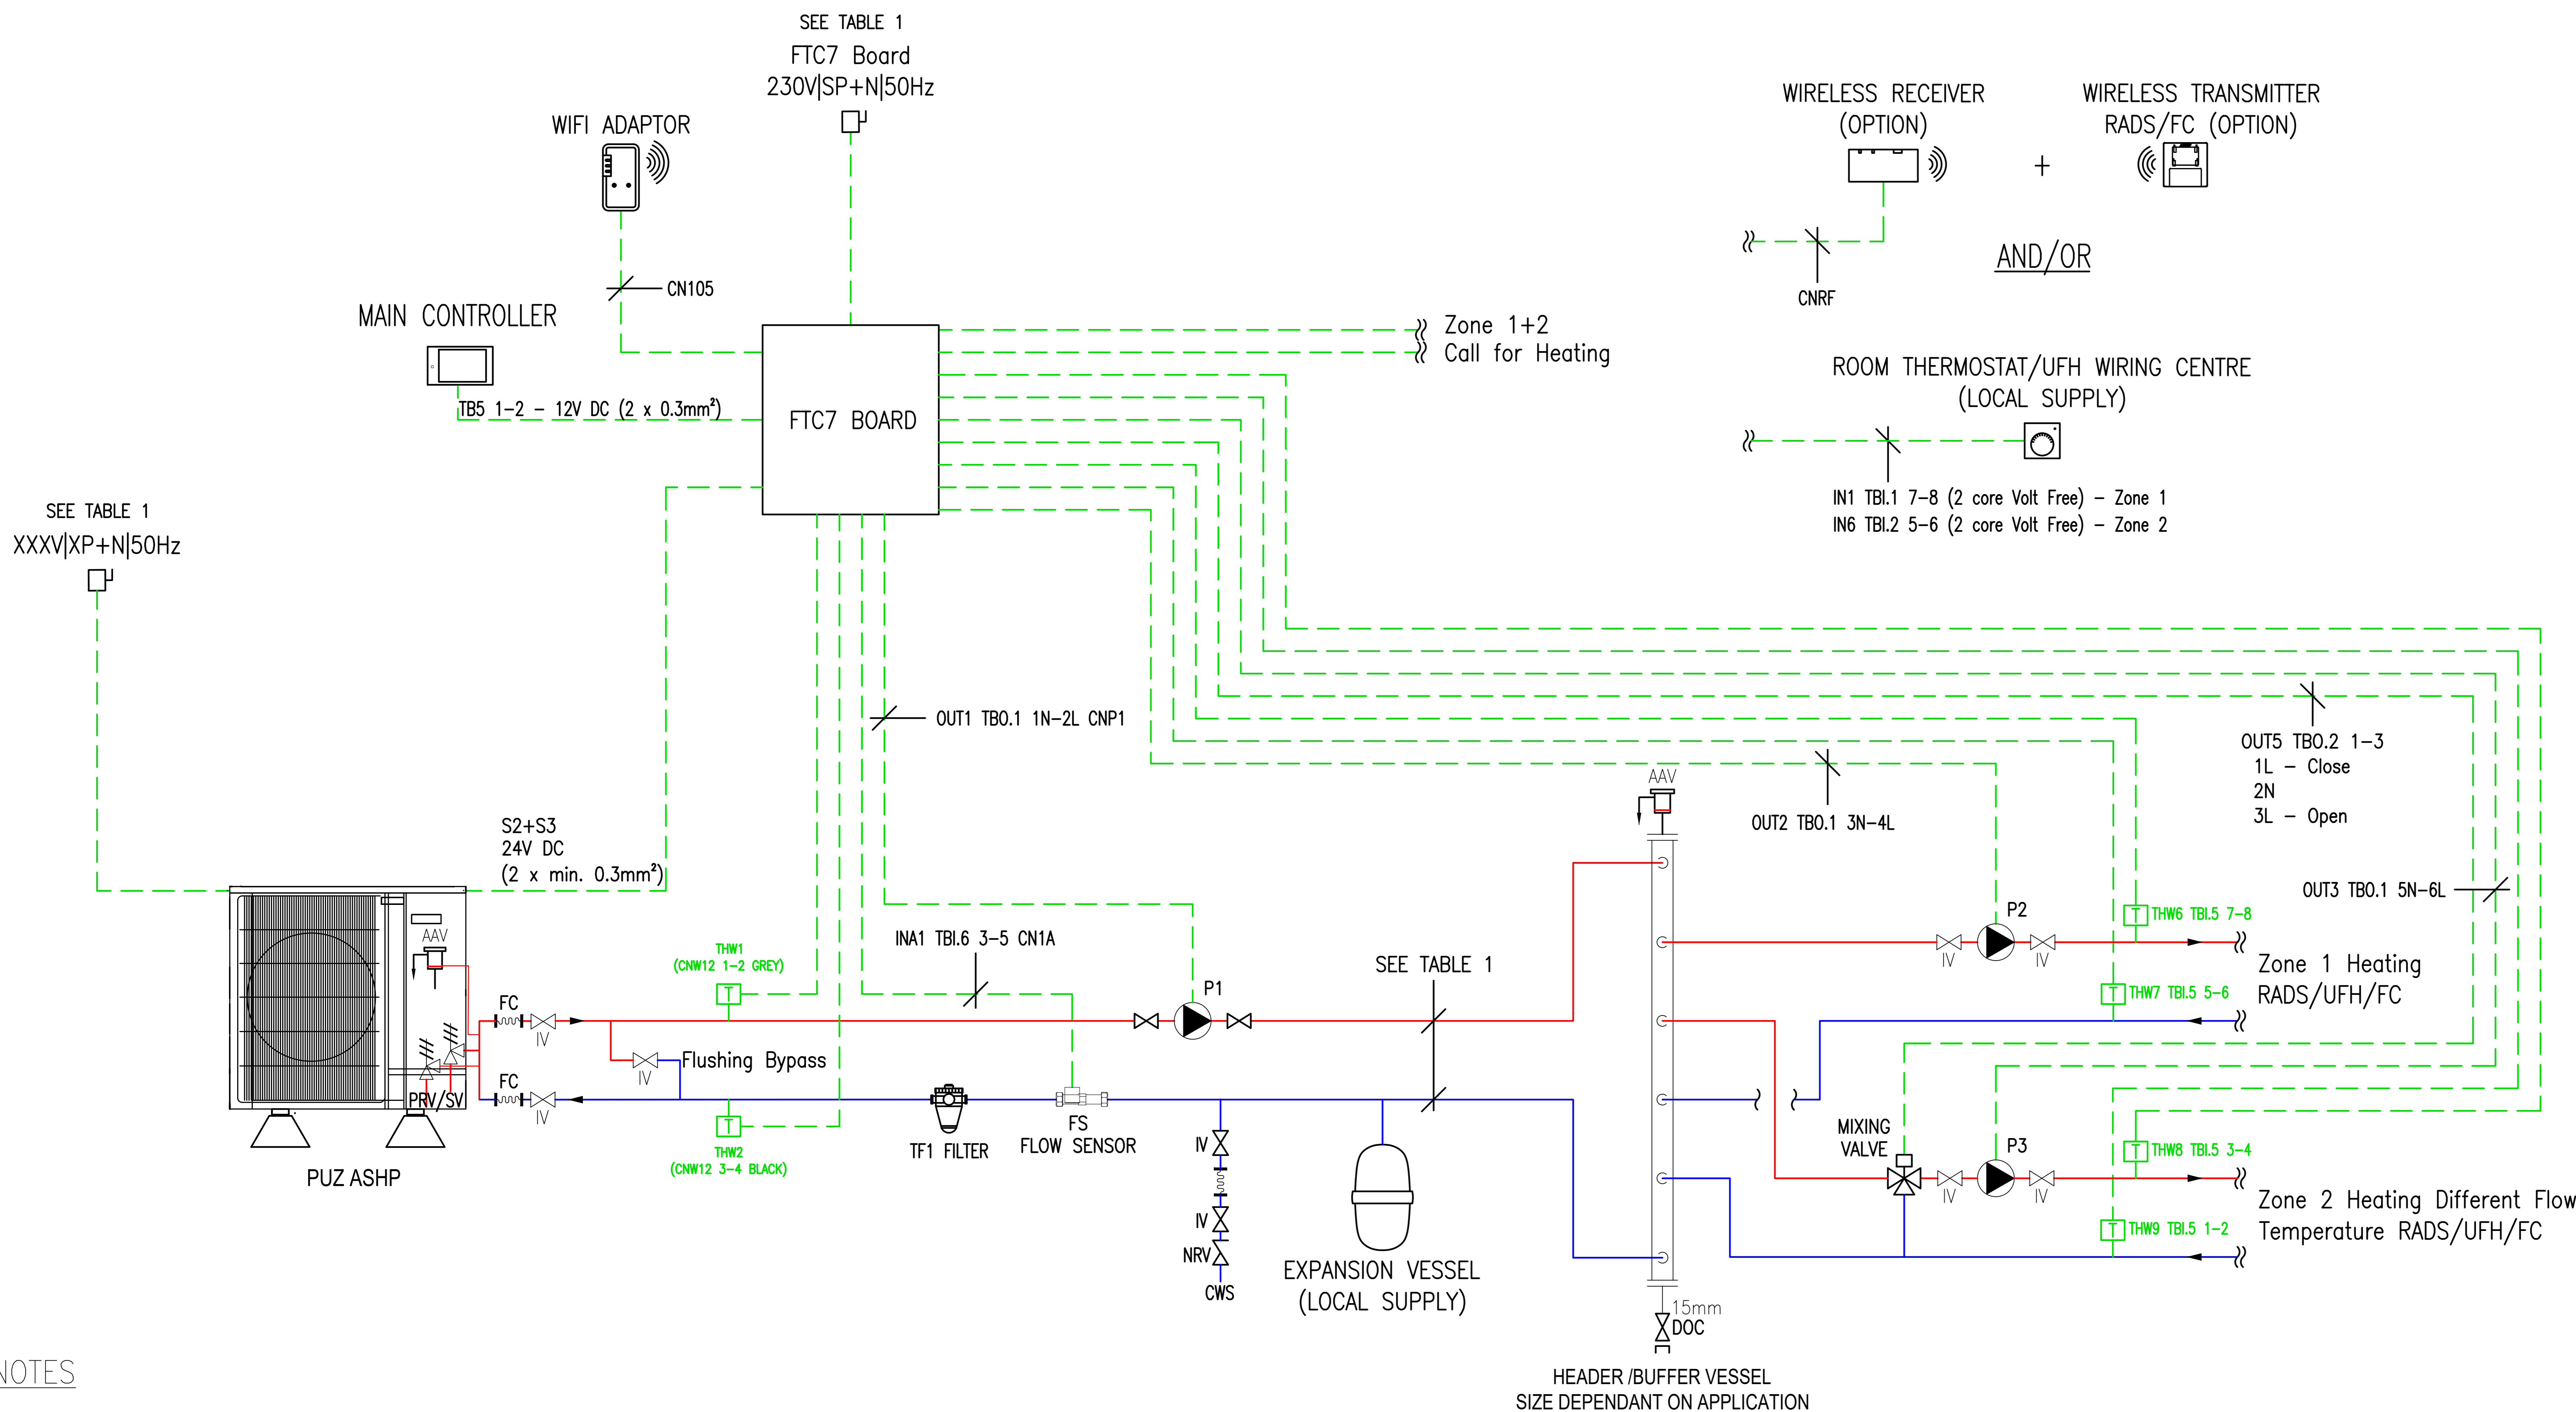 SEE TABLE 1
FTC7 Board
230V|SP+N|50Hz
WIFI ADAPTOR
WIRELESS RECEIVER
(OPTION)
+
WIRELESS TRANSMITTER
RADS/FC (OPTION)
CN105
CNRF
AND/OR
MAIN CONTROLLER
TB5 1-2 - 12V DC (2 x 0.3mm²)
FTC7 BOARD
Zone 1+2
Call for Heating
ROOM THERMOSTAT/UFH WIRING CENTRE
(LOCAL SUPPLY)
IN1 TBI.1 7-8 (2 core Volt Free) - Zone 1
IN6 TBI.2 5-6 (2 core Volt Free) - Zone 2
SEE TABLE 1
XXXV|XP+N|50Hz
OUT1 TBO.1 1N-2L CNP1
OUT5 TBO.2 1-3
1L - Close
2N
3L - Open
AAV
OUT2 TBO.1 3N-4L
S2+S3
24V DC
(2 x min. 0.3mm²)
OUT3 TBO.1 5N-6L
AAV
THW1
(CNW12 1-2 GREY)
INA1 TBI.6 3-5 CN1A
SEE TABLE 1
P2
THW6 TBI.5 7-8
IV
IV
Zone 1 Heating
RADS/UFH/FC
THW7 TBI.5 5-6
FC
IV
P1
Flushing Bypass
IV
FC
IV
PRV/SV
PUZ ASHP
THW2
(CNW12 3-4 BLACK)
TF1 FILTER
FS
FLOW SENSOR
IV
IV
NRV
CWS
EXPANSION VESSEL
(LOCAL SUPPLY)
MIXING
VALVE
P3
THW8 TBI.5 3-4
IV
IV
THW9 TBI.5 1-2
Zone 2 Heating Different Flow
Temperature RADS/UFH/FC
15mm
DOC
HEADER /BUFFER VESSEL
SIZE DEPENDANT ON APPLICATION
NOTES
T
T
T
T
T
T